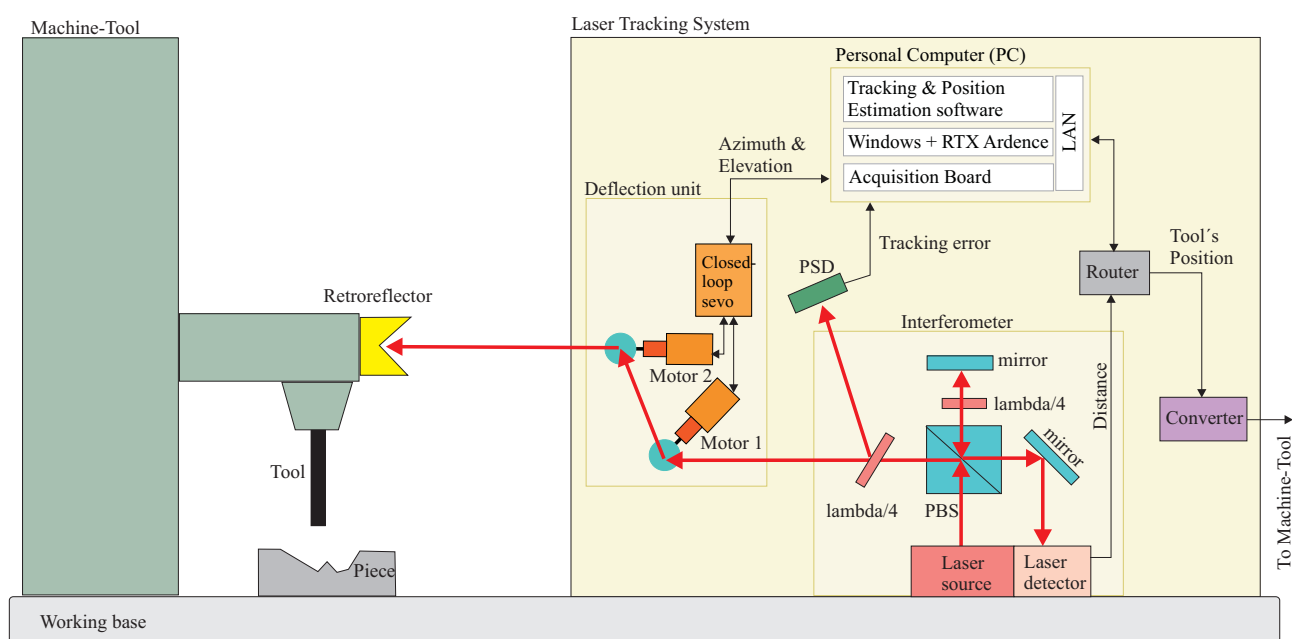 Machine-Tool
Laser Tracking System
Personal Computer (PC)
Tracking & Position
Estimation software
Windows + RTX Ardence
Acquisition Board
LAN
Azimuth &
Elevation
Deflection unit
Closed-
loop
sevo
Tracking error
PSD
Tool´s
Position
Router
Retroreflector
Motor 2
Motor 1
Interferometer
mirror
lambda/4
mirror
Distance
Converter
Tool
lambda/4
PBS
To Machine-Tool
Piece
Laser
source
Laser
detector
Working base